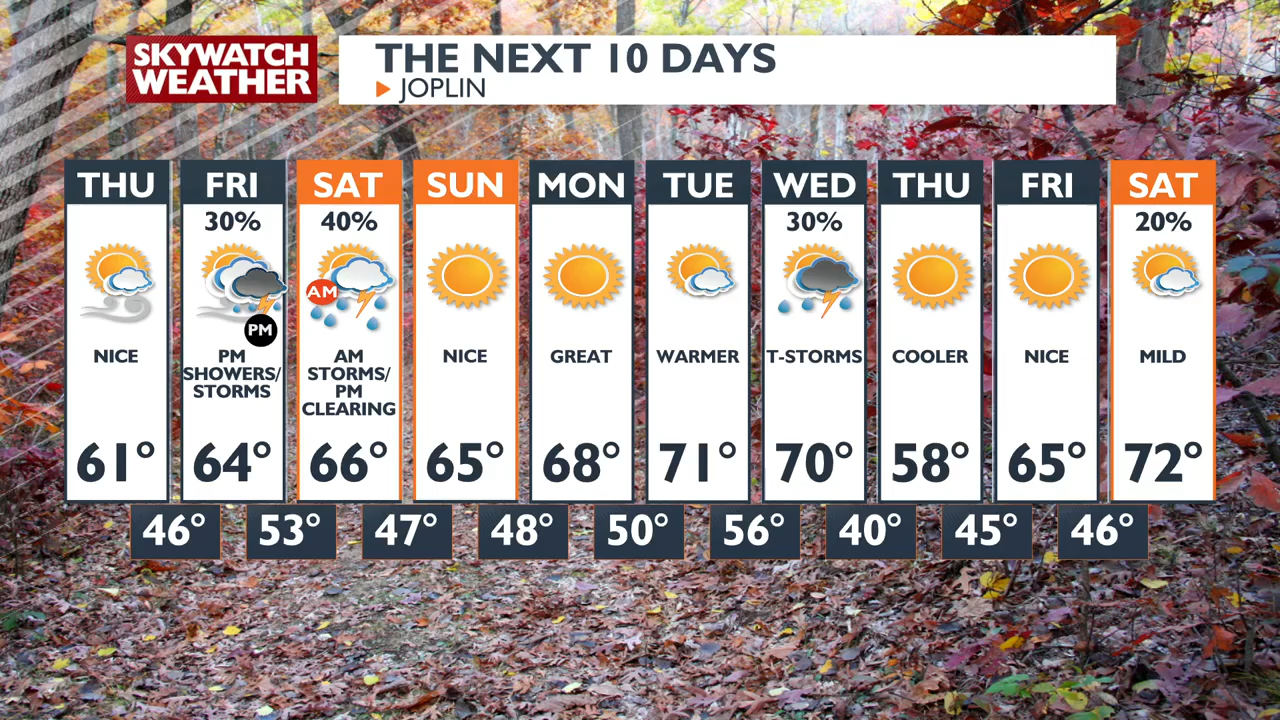 SKYWATCH
WEATHER
THE NEXT 10 DAYS
JOPLIN
THU
NICE
61°
FRI
30%
PM
PM
SHOWERS/
STORMS
64°
SAT
40%
AM
AM
STORMS/
PM
CLEARING
66°
SUN
NICE
65°
MON
GREAT
68°
TUE
WARMER
71°
WED
30%
T-STORMS
70°
THU
COOLER
58°
FRI
NICE
65°
SAT
20%
MILD
72°
46° 53° 47° 48° 50° 56° 40° 45° 46°